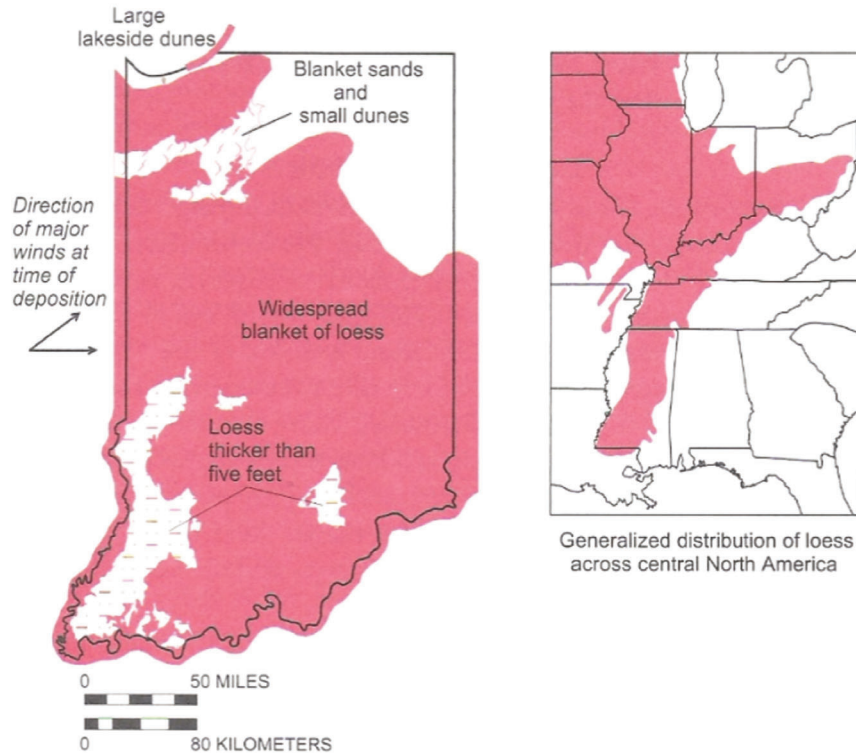 Large
lakeside dunes
Blanket sands
and
small dunes
Direction
of major
winds at
time of
deposition
Widespread
blanket of loess
Loess
thicker than
five feet
0 50 MILES
0 80 KILOMETERS
Generalized distribution of loess
across central North America